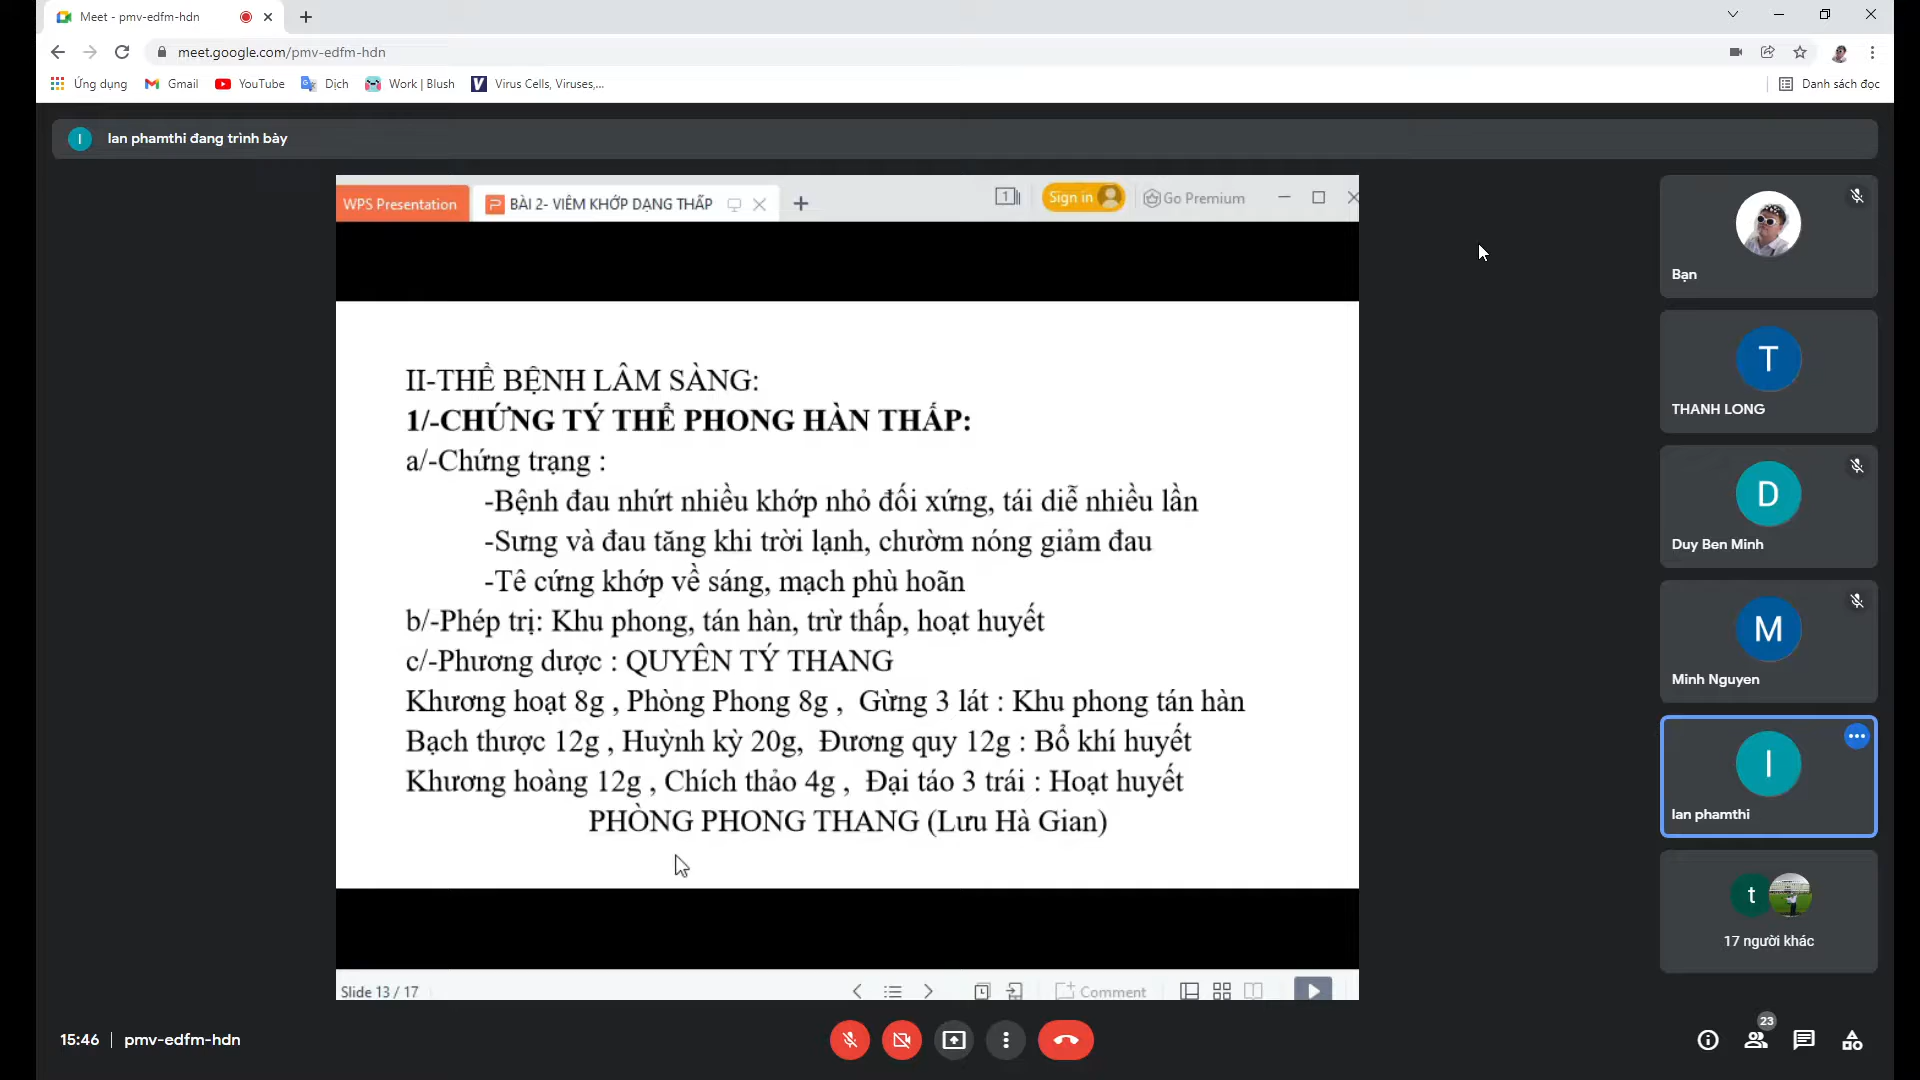 Meet - pmv-edfm-hdn
meet.google.com/pmv-edfm-hdn
Ứng dụng
Gmail
YouTube
Dịch
Work | Blush
Virus Cells, Viruses,...
Danh sách đọc
I
lan phamthi đang trình bày
WPS Presentation
BÀI 2- VIÊM KHỚP DẠNG THẤP
1
Sign in
Go Premium
II-THỂ BỆNH LÂM SÀNG:
1/-CHỨNG TÝ THỂ PHONG HÀN THẤP:
a/-Chứng trạng :
-Bệnh đau nhứt nhiều khớp nhỏ đối xứng, tái diễ nhiều lần
-Sưng và đau tăng khi trời lạnh, chườm nóng giảm đau
-Tê cứng khớp về sáng, mạch phù hoãn
b/-Phép trị: Khu phong, tán hàn, trừ thấp, hoạt huyết
c/-Phương dược : QUYÊN TÝ THANG
Khương hoạt 8g , Phòng Phong 8g , Gừng 3 lát : Khu phong tán hàn
Bạch thược 12g , Huỳnh kỳ 20g, Đương quy 12g : Bổ khí huyết
Khương hoàng 12g , Chích thảo 4g , Đại táo 3 trái : Hoạt huyết
PHÒNG PHONG THANG (Lưu Hà Gian)
Slide 13 / 17
Comment
Bạn
T
THANH LONG
D
Duy Ben Minh
M
Minh Nguyen
I
lan phamthi
t
17 người khác
15:46
pmv-edfm-hdn
23